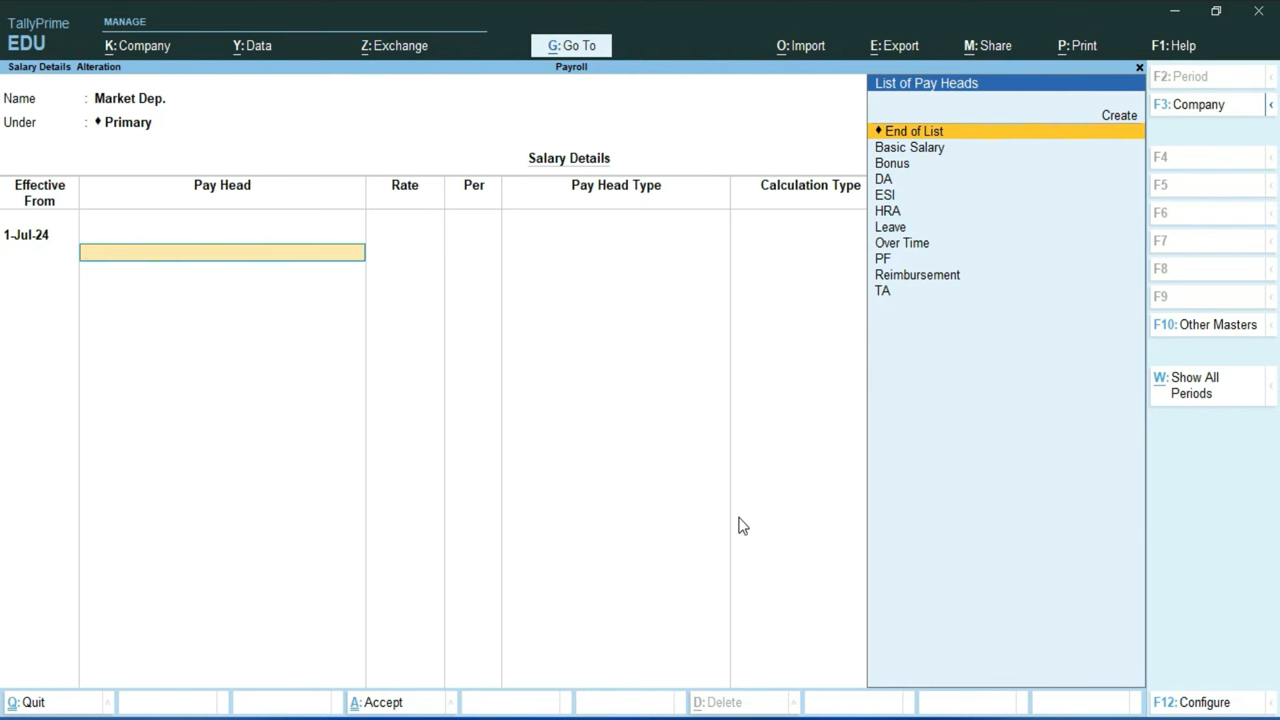 TallyPrime
EDU
MANAGE
K: Company
Y: Data
Z: Exchange
G: Go To
O: Import
E: Export
M: Share
P: Print
F1: Help
Salary Details Alteration
Payroll
Name : Market Dep.
Under : ♦ Primary
Salary Details
Effective From
Pay Head
Rate
Per
Pay Head Type
Calculation Type
1-Jul-24
List of Pay Heads
Create
♦ End of List
Basic Salary
Bonus
DA
ESI
HRA
Leave
Over Time
PF
Reimbursement
TA
F2: Period
F3: Company
F4
F5
F6
F7
F8
F9
F10: Other Masters
W: Show All
Periods
Q: Quit
A: Accept
D: Delete
F12: Configure